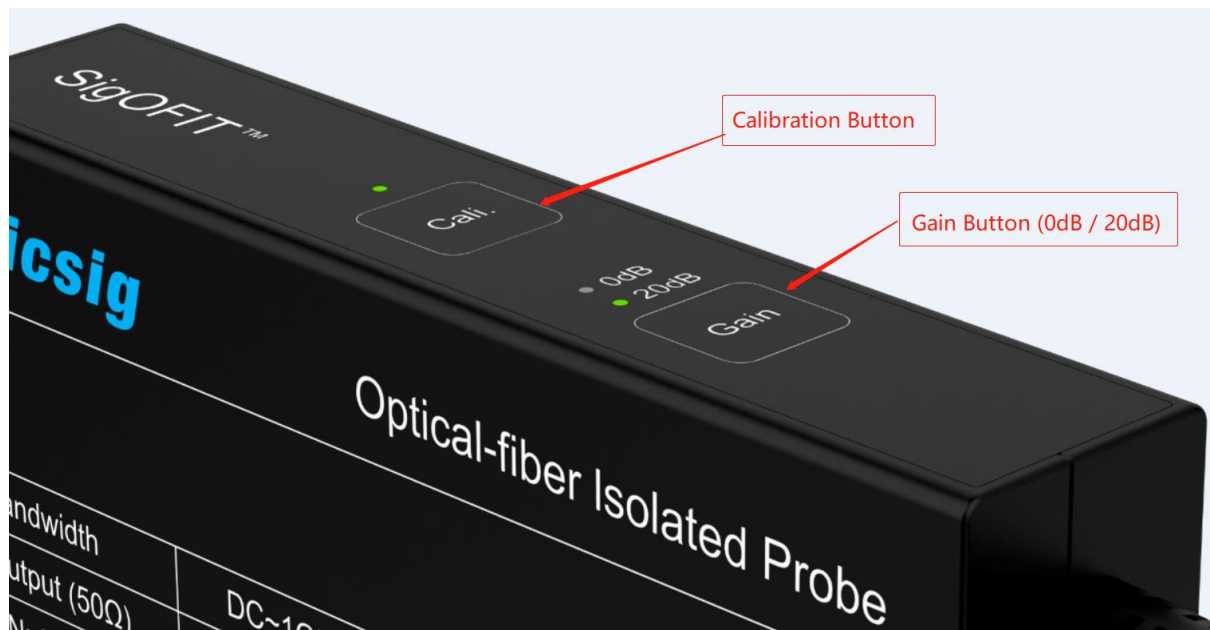 SigOFIT™
Calibration Button
Cali.
Gain Button (0dB / 20dB)
0dB
20dB
Gain
icsig
Optical-fiber Isolated Probe
andwidth
utput (50Ω)